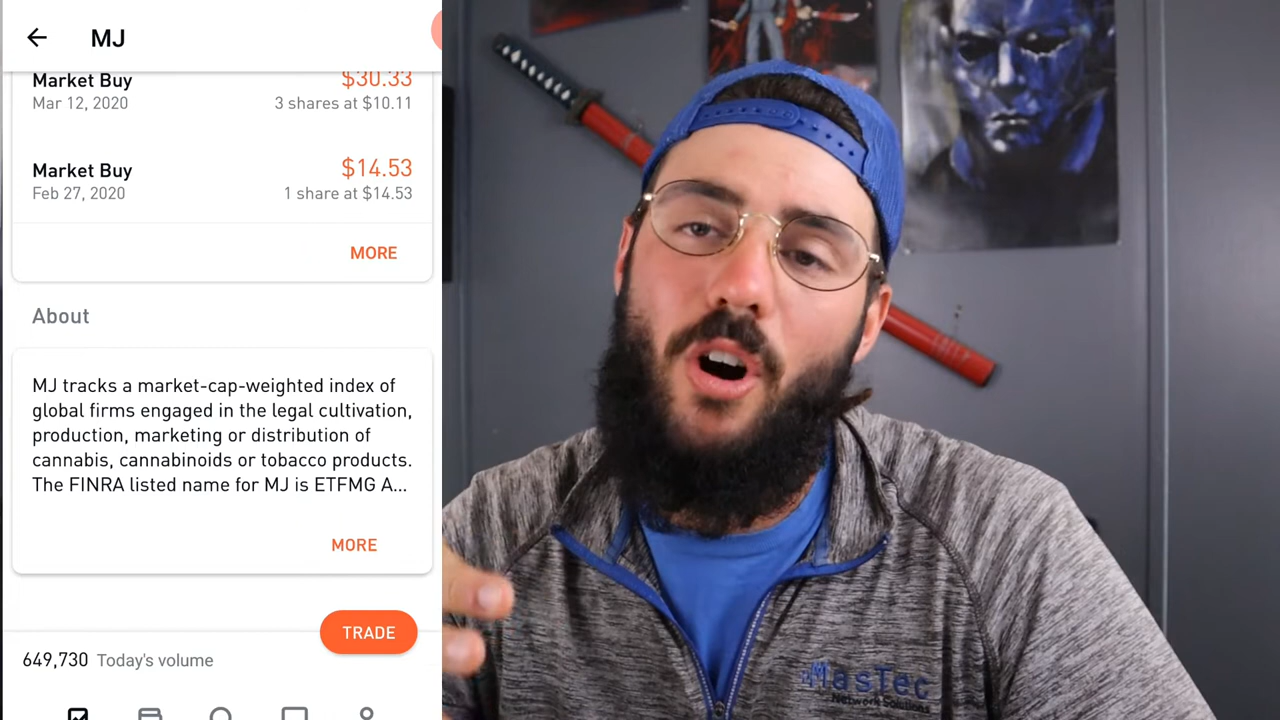 MJ
Market Buy
$30.33
Mar 12, 2020
3 shares at $10.11
Market Buy
$14.53
Feb 27, 2020
1 share at $14.53
MORE
About
MJ tracks a market-cap-weighted index of
global firms engaged in the legal cultivation,
production, marketing or distribution of
cannabis, cannabinoids or tobacco products.
The FINRA listed name for MJ is ETFMG A...
MORE
TRADE
649,730 Today's volume
MasTec
Network Solutions